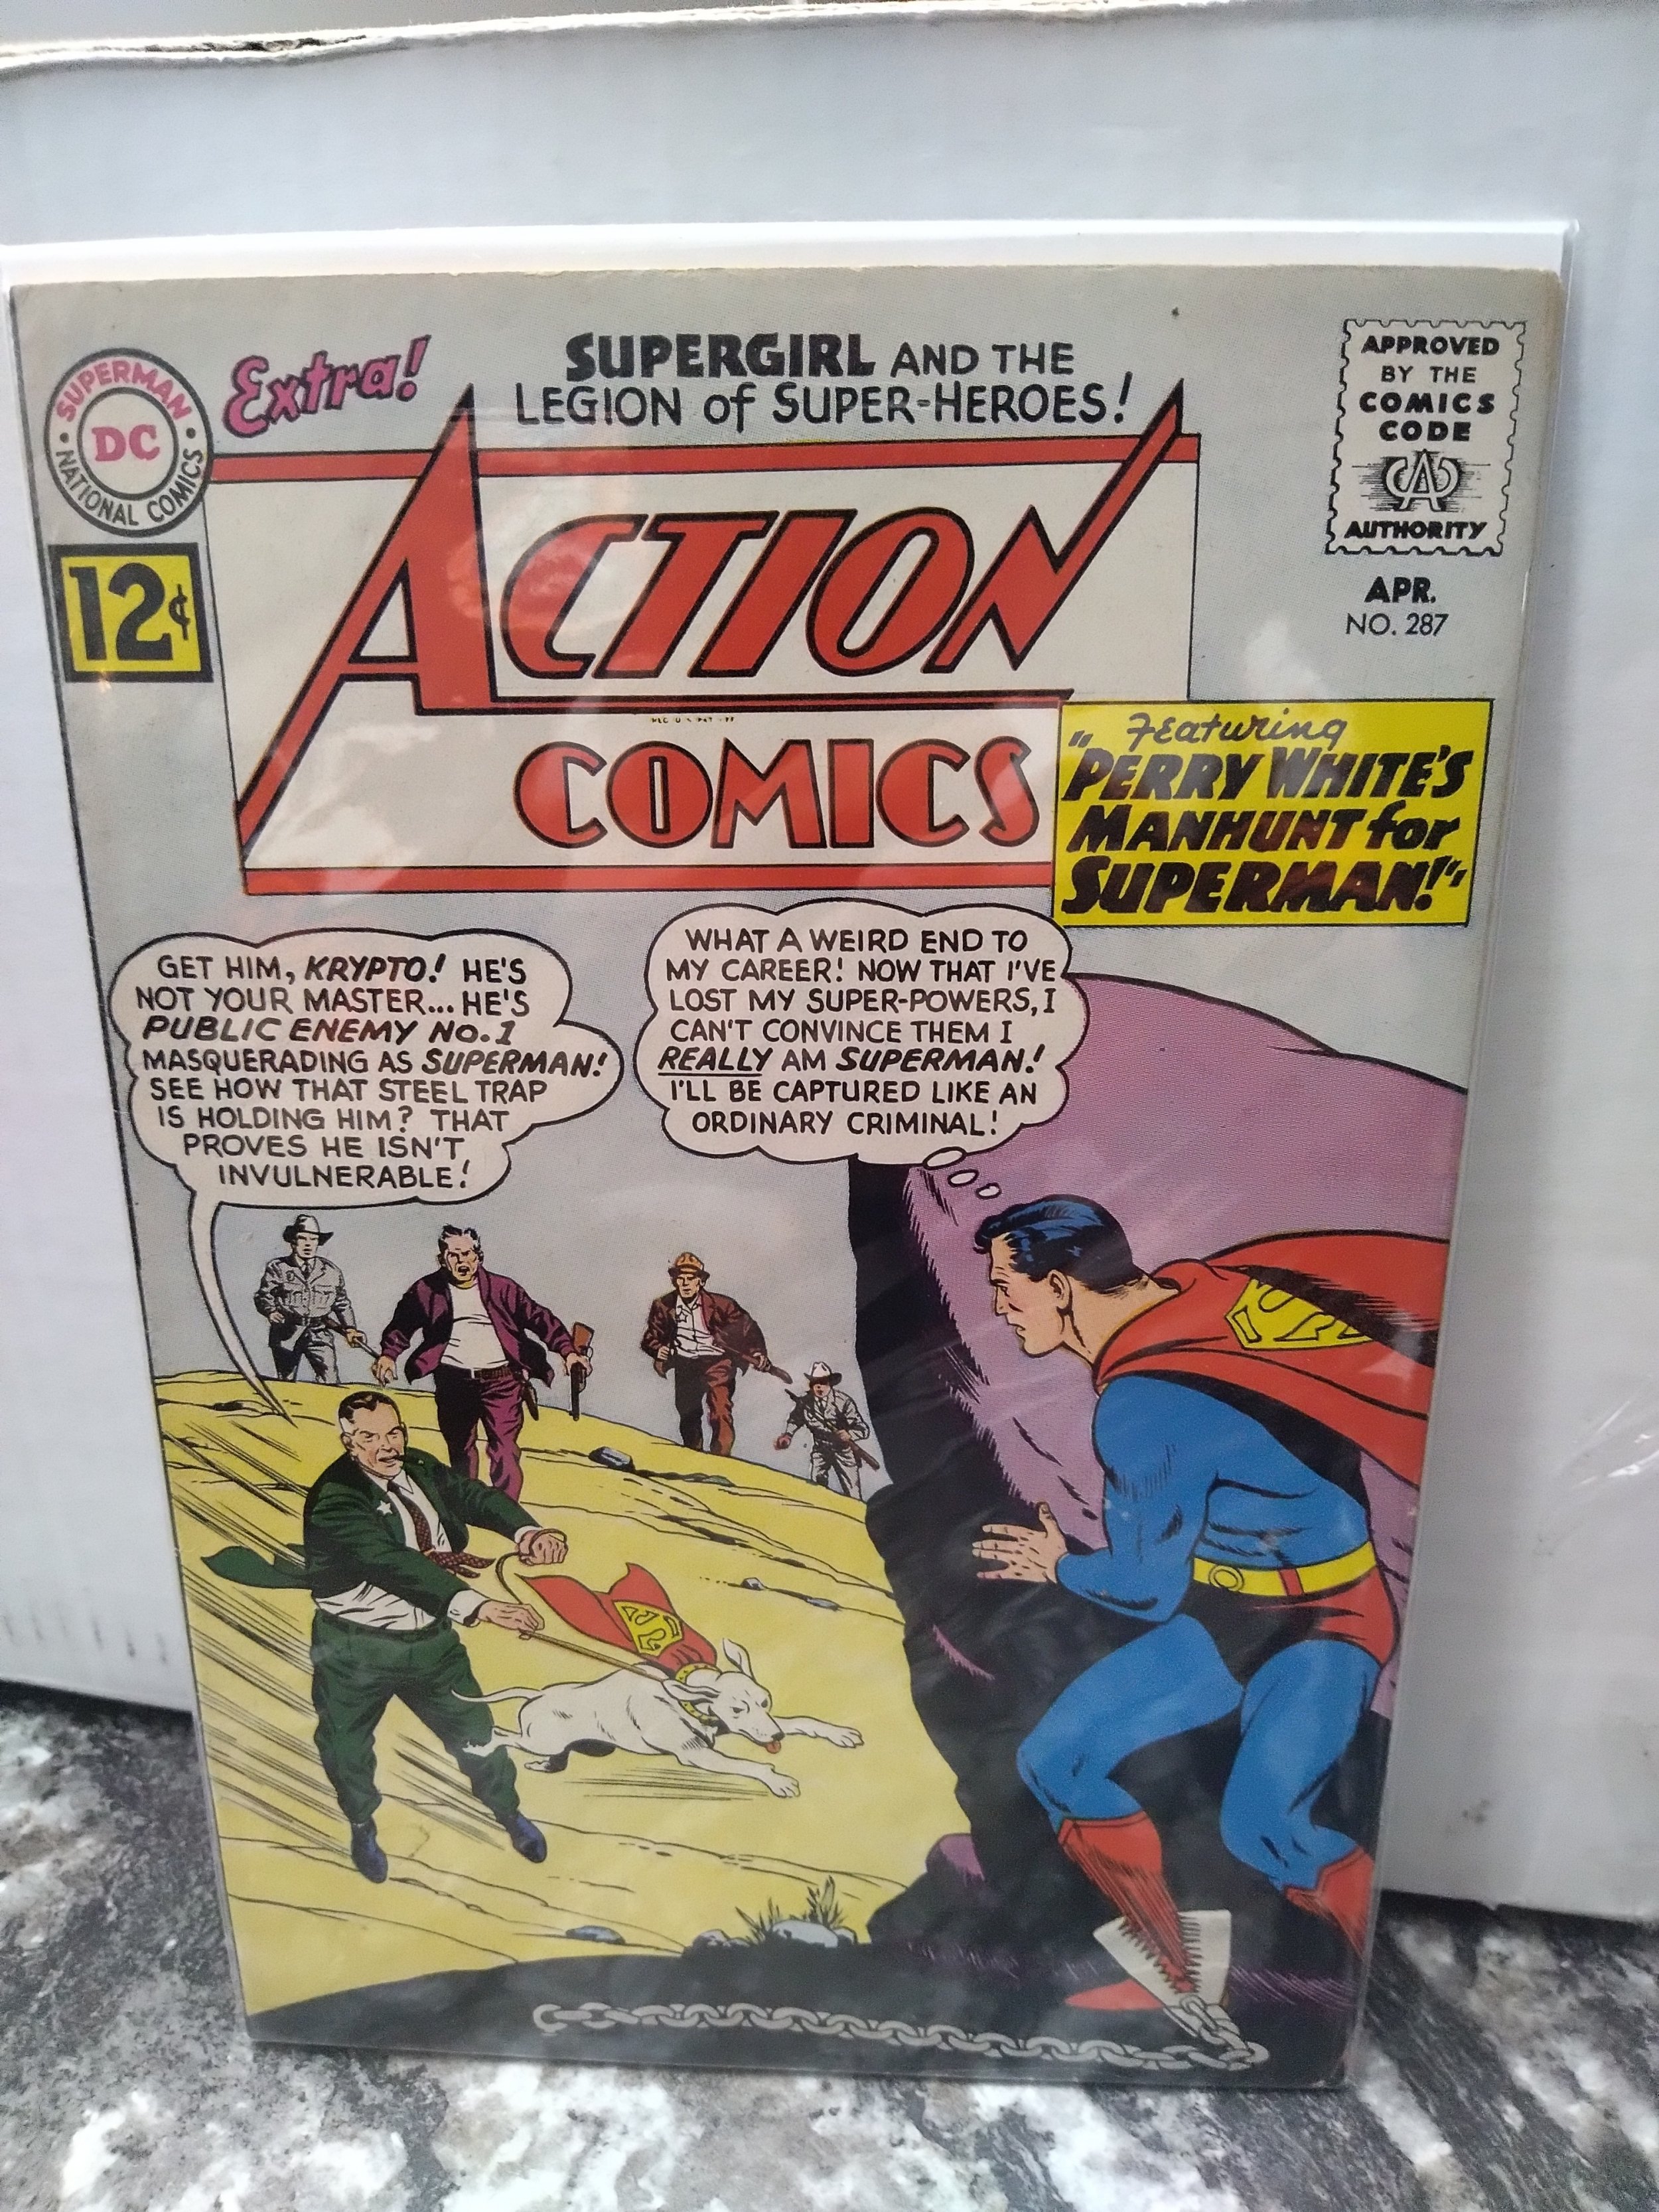 Extra!
SUPERGIRL AND THE
LEGION of SUPER-HEROES!
SUPERMAN
DC
NATIONAL COMICS
12¢
APPROVED
BY THE
COMICS
CODE
CA
AUTHORITY
APR.
NO. 287
ACTION
COMICS
Featuring
"PERRY WHITE'S
MANHUNT for
SUPERMAN!"
GET HIM, KRYPTO! HE'S
NOT YOUR MASTER... HE'S
PUBLIC ENEMY NO. 1
MASQUERADING AS SUPERMAN!
SEE HOW THAT STEEL TRAP
IS HOLDING HIM? THAT
PROVES HE ISN'T
INVULNERABLE!
WHAT A WEIRD END TO
MY CAREER! NOW THAT I'VE
LOST MY SUPER-POWERS, I
CAN'T CONVINCE THEM I
REALLY AM SUPERMAN!
I'LL BE CAPTURED LIKE AN
ORDINARY CRIMINAL!
S
S